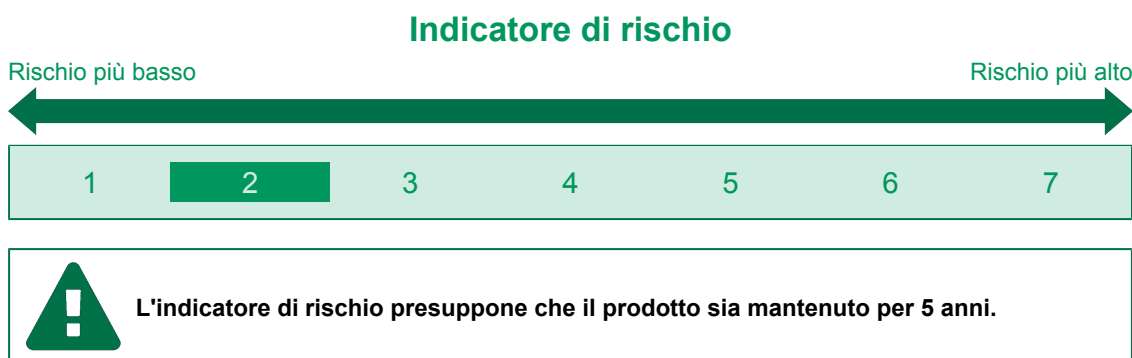 Indicatore di rischio
Rischio più basso Rischio più alto
1 2 3 4 5 6 7
L'indicatore di rischio presuppone che il prodotto sia mantenuto per 5 anni.